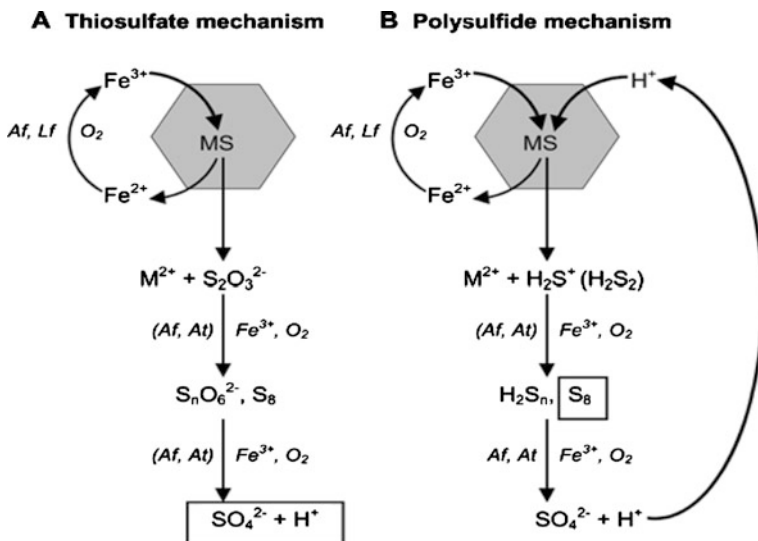 A Thiosulfate mechanism
Fe³⁺
Af, Lf
O₂
MS
Fe²⁺
M²⁺ + S₂O₃²⁻
(Af, At) Fe³⁺, O₂
SₙO₆²⁻, S₈
(Af, At) Fe³⁺, O₂
SO₄²⁻ + H⁺
B Polysulfide mechanism
Fe³⁺
H⁺
Af, Lf
O₂
MS
Fe²⁺
M²⁺ + H₂S⁺ (H₂S₂)
(Af, At) Fe³⁺, O₂
H₂Sₙ, S₈
Af, At Fe³⁺, O₂
SO₄²⁻ + H⁺